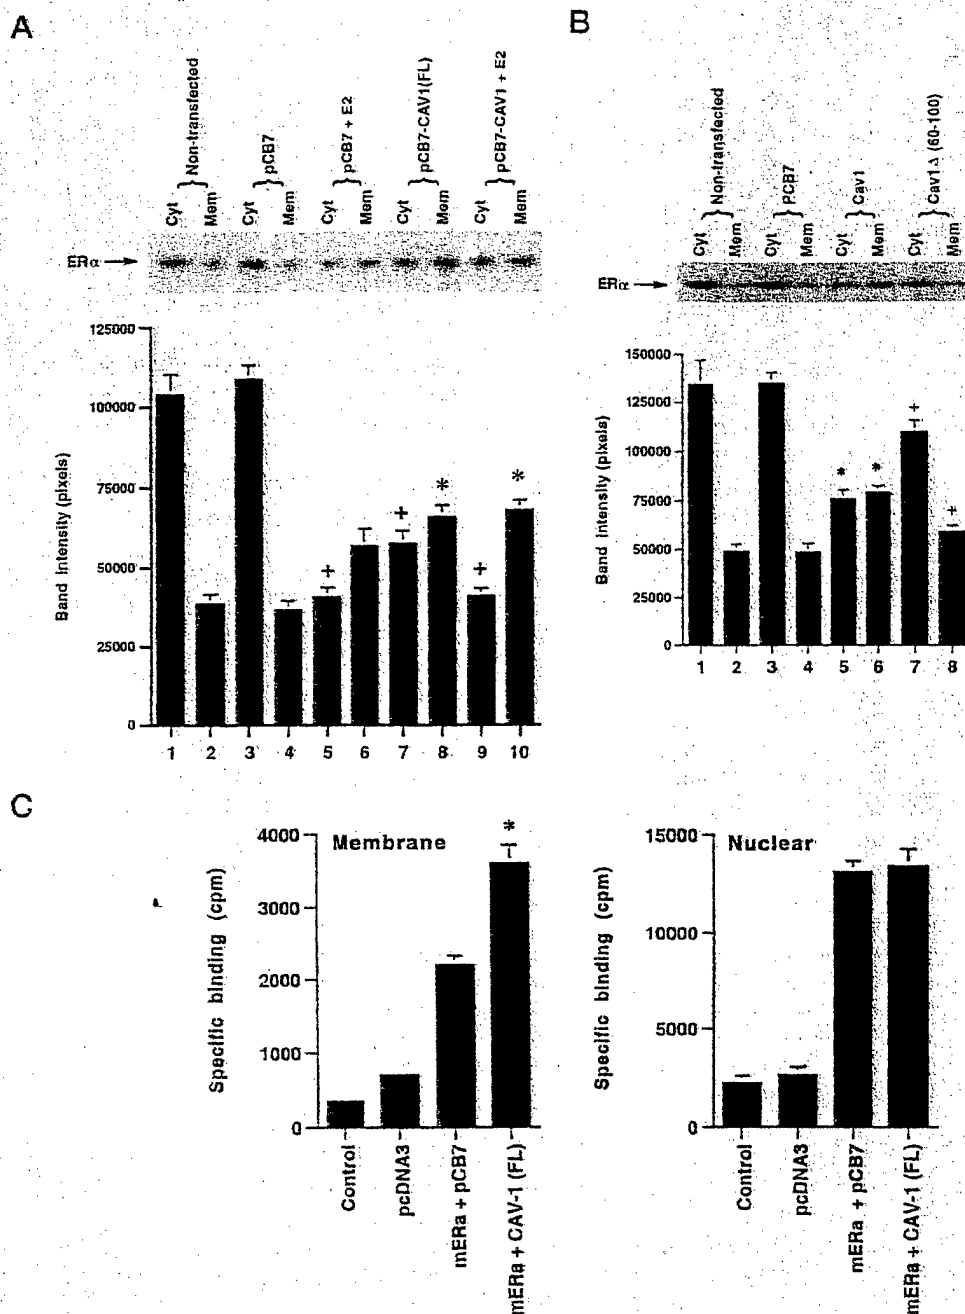 A
Non-transfected
pCB7
pCB7 + E2
pCB7-CAV1(FL)
pCB7-CAV1 + E2
Cyt
Mem
Cyt
Mem
Cyt
Mem
Cyt
Mem
Cyt
Mem
ERα
Band Intensity (pixels)
125000
100000
75000
50000
25000
0
+
+
*
+
*
1 2 3 4 5 6 7 8 9 10
B
Non-transfected
PCB7
Cav1
Cav1Δ (60-100)
Cyt
Mem
Cyt
Mem
Cyt
Mem
Cyt
Mem
ERα
Band Intensity (pixels)
150000
125000
100000
75000
50000
25000
0
*
*
+
+
1 2 3 4 5 6 7 8
C
Membrane
Specific binding (cpm)
4000
3000
2000
1000
0
*
Control
pcDNA3
mERa + pCB7
mERa + CAV-1 (FL)
Nuclear
Specific binding (cpm)
15000
10000
5000
0
Control
pcDNA3
mERa + pCB7
mERa + CAV-1 (FL)